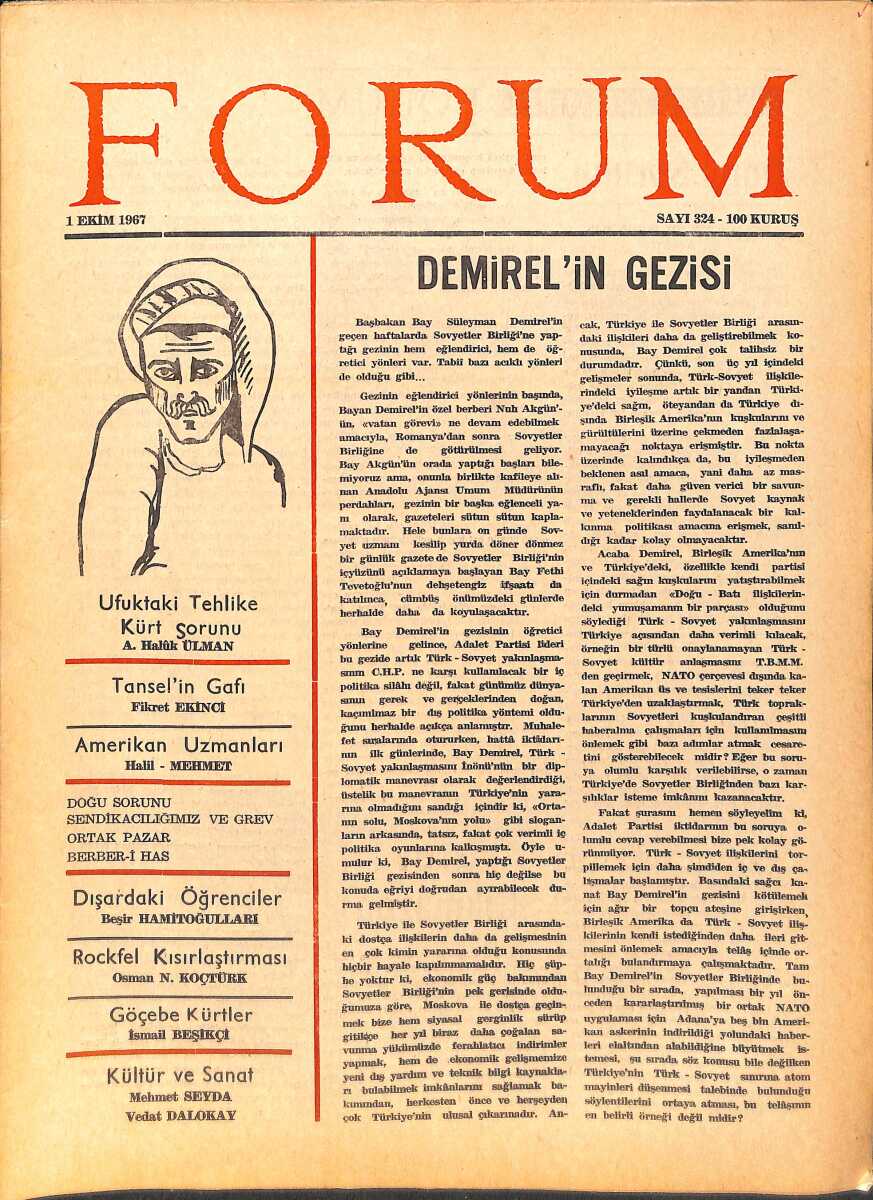 FORUM
1 EKİM 1967
SAYI 324 - 100 KURUŞ
Ufuktaki Tehlike
Kürt Sorunu
A. Halûk ÜLMAN
Tansel'in Gafı
Fikret EKİNCİ
Amerikan Uzmanları
Halil - MEHMET
DOĞU SORUNU
SENDİKACILIĞIMIZ VE GREV
ORTAK PAZAR
BERBER-İ HAS
Dışardaki Öğrenciler
Beşir HAMİTOĞULLARI
Rockfel Kısırlaştırması
Osman N. KOÇTÜRK
Göçebe Kürtler
İsmail BEŞİKÇİ
Kültür ve Sanat
Mehmet SEYDA
Vedat DALOKAY
DEMİREL'İN GEZİSİ
Başbakan Bay Süleyman Demirel'in
geçen haftalarda Sovyetler Birliği'ne yap-
tığı gezinin hem eğlendirici, hem de öğ-
retici yönleri var. Tabii bazı acıklı yönleri
de olduğu gibi...
Gezinin eğlendirici yönlerinin başında,
Bayan Demirel'in özel berberi Nuh Akgün'-
ün, «vatan görevi» ne devam edebilmek
amacıyla, Romanya'dan sonra Sovyetler
Birliğine de götürülmesi geliyor.
Bay Akgün'ün orada yaptığı başları bile-
miyoruz ama, onunla birlikte kafileye alı-
nan Anadolu Ajansı Umum Müdürünün
perdahları, gezinin bir başka eğlenceli ya-
nı olarak, gazeteleri sütun sütun kapla-
maktadır. Hele bunlara on günde Sov-
yet uzmanı kesilip yurda döner dönmez
bir günlük gazete de Sovyetler Birliği'nin
içyüzünü açıklamaya başlayan Bay Fethi
Tevetoğlu'nun dehşetengiz ifşaatı da
katılınca, cümbüş önümüzdeki günlerde
herhalde daha da koyulaşacaktır.
Bay Demirel'in gezisinin öğretici
yönlerine gelince, Adalet Partisi lideri
bu gezide artık Türk - Sovyet yakınlaşma-
sının C.H.P. ne karşı kullanılacak bir iç
politika silâhı değil, fakat günümüz dünya-
sının gerek ve gerçeklerinden doğan,
kaçınılmaz bir dış politika yöntemi oldu-
ğunu herhalde açıkça anlamıştır. Muhale-
fet sıralarında otururken, hattâ iktidarı-
nın ilk günlerinde, Bay Demirel, Türk -
Sovyet yakınlaşmasını İnönü'nün bir dip-
lomatik manevrası olarak değerlendirdiği,
üstelik bu manevranın Türkiye'nin yara-
rına olmadığını sandığı içindir ki, «Orta-
nın solu, Moskova'nın yolu» gibi slogan-
ların arkasında, tatsız, fakat çok verimli iç
politika oyunlarına kalkışmıştı. Öyle u-
mulur ki, Bay Demirel, yaptığı Sovyetler
Birliği gezisinden sonra hiç değilse bu
konuda eğriyi doğrudan ayırabilecek du-
rma gelmiştir.
Türkiye ile Sovyetler Birliği arasında-
ki dostça ilişkilerin daha da gelişmesinin
en çok kimin yararına olduğu konusunda
hiçbir hayale kapılınmamalıdır. Hiç şüp-
he yoktur ki, ekonomik güç bakımından
Sovyetler Birliği'nin pek gerisinde oldu-
ğumuza göre, Moskova ile dostça geçin-
mek bize hem siyasal gerginlik sürüp
gittikçe her yıl biraz daha çoğalan sa-
vunma yükümüzde ferahlatıcı indirimler
yapmak, hem de ekonomik gelişmemize
yeni dış yardım ve teknik bilgi kaynakla-
rı bulabilmek imkânlarını sağlamak ba-
kımından, herkesten önce ve herşeyden
çok Türkiye'nin ulusal çıkarınadır. An-
cak, Türkiye ile Sovyetler Birliği arasın-
daki ilişkileri daha da geliştirebilmek ko-
nusunda, Bay Demirel çok talihsiz bir
durumdadır. Çünkü, son üç yıl içindeki
gelişmeler sonunda, Türk-Sovyet ilişkile-
rindeki iyileşme artık bir yandan Türki-
ye'deki sağın, öteyandan da Türkiye dı-
şında Birleşik Amerika'nın kuşkularını ve
gürültülerini üzerine çekmeden fazlalaşa-
mayacağı noktaya erişmiştir. Bu nokta
üzerinde kalındıkça da, bu iyileşmeden
beklenen asıl amaca, yani daha az mas-
raflı, fakat daha güven verici bir savun-
ma ve gerekli hallerde Sovyet kaynak
ve yeteneklerinden faydalanacak bir kal-
kınma politikası amacına erişmek, sanıl-
dığı kadar kolay olmayacaktır.
Acaba Demirel, Birleşik Amerika'nın
ve Türkiye'deki, özellikle kendi partisi
içindeki sağın kuşkularını yatıştırabilmek
için durmadan «Doğu - Batı ilişkilerin-
deki yumuşamanın bir parçası» olduğunu
söylediği Türk - Sovyet yakınlaşmasını
Türkiye açısından daha verimli kılacak,
örneğin bir türlü onaylanamayan Türk -
Sovyet kültür anlaşmasını T.B.M.M.
den geçirmek, NATO çerçevesi dışında ka-
lan Amerikan üs ve tesislerini teker teker
Türkiye'den uzaklaştırmak, Türk toprak-
larının Sovyetleri kuşkulandıran çeşitli
haberalma çalışmaları için kullanılmasını
önlemek gibi bazı adımlar atmak cesare-
tini gösterebilecek midir? Eğer bu soru-
ya olumlu karşılık verilebilirse, o zaman
Türkiye'de Sovyetler Birliğinden bazı kar-
şılıklar isteme imkânını kazanacaktır.
Fakat şurasını hemen söyleyelim ki,
Adalet Partisi iktidarının bu soruya o-
lumlu cevap verebilmesi bize pek kolay gö-
rünmüyor. Türk - Sovyet ilişkilerini tor-
pillemek için daha şimdiden iç ve dış ça-
lışmalar başlamıştır. Basındaki sağcı ka-
nat Bay Demirel'in gezisini kötülemek
için ağır bir topçu ateşine girişirken,
Birleşik Amerika da Türk - Sovyet iliş-
kilerinin kendi istediğinden daha ileri git-
mesini önlemek amacıyla telâş içinde or-
talığı bulandırmaya çalışmaktadır. Tam
Bay Demirel'in Sovyetler Birliğinde bu-
lunduğu bir sırada, yapılması bir yıl ön-
ceden kararlaştırılmış bir ortak NATO
uygulaması için Adana'ya beş bin Ameri-
kan askerinin indirildiği yolundaki haber-
leri elaltından alabildiğine büyütmek is-
temesi, şu sırada söz konusu bile değilken
Türkiye'nin Türk - Sovyet sınırına atom
mayinleri düşenmesi talebinde bulunduğu
söylentilerini ortaya atması, bu telâşının
en belirli örneği değil midir?